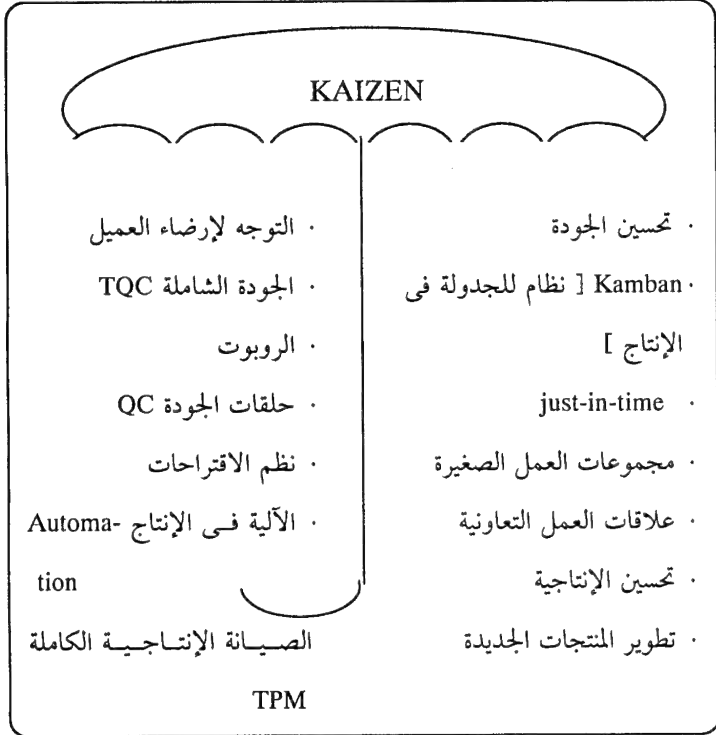 KAIZEN
· تحسين الجودة
· Kamban [ نظام للجدولة فى
الإنتاج ]
· just-in-time
· مجموعات العمل الصغيرة
· علاقات العمل التعاونية
· تحسين الإنتاجية
· تطوير المنتجات الجديدة
· التوجه لإرضاء العميل
· الجودة الشاملة TQC
· الروبوت
· حلقات الجودة QC
· نظم الاقتراحات
· الآلية فى الإنتاج Automa-
tion
الصيانة الإنتاجية الكاملة
TPM